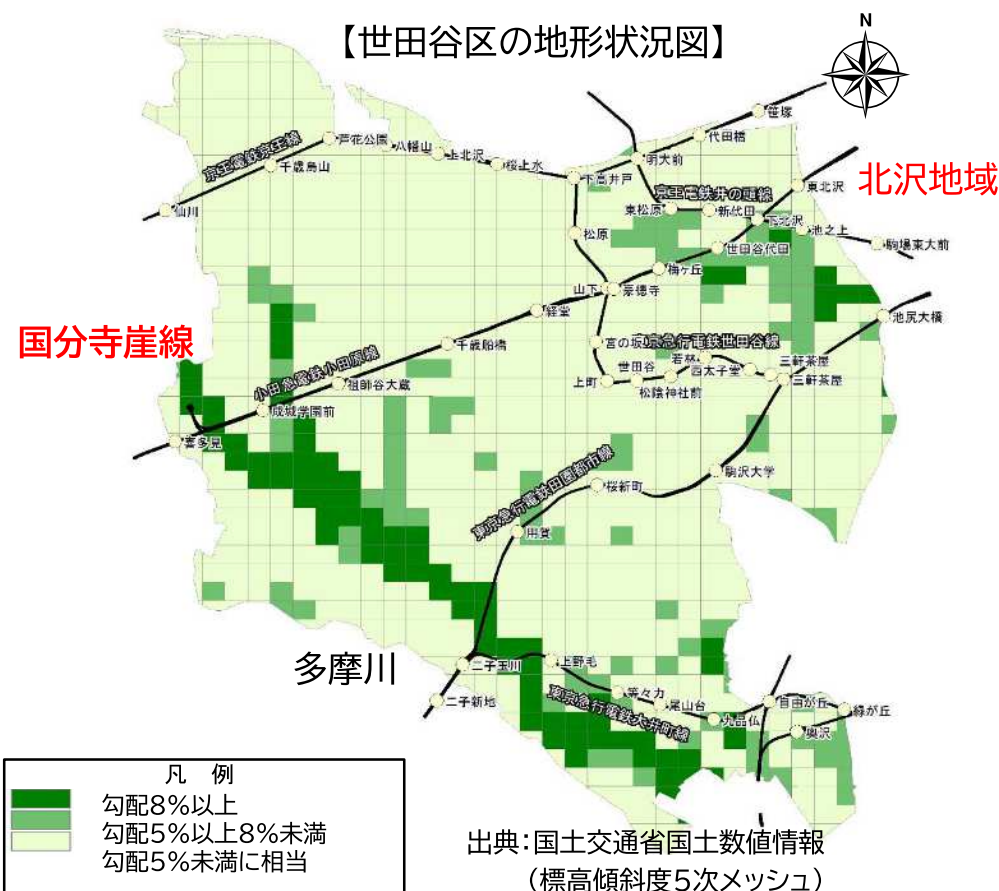 【世田谷区の地形状況図】
N
笹塚
代田橋
芦花公園
八幡山
明大前
上北沢
桜上水
京王電鉄京王線
千歳烏山
下高井戸
東北沢
北沢地域
京王電鉄井の頭線
仙川
東松原
新代田
下北沢
池之上
松原
世田谷代田
駒場東大前
梅ヶ丘
山下
豪徳寺
経堂
池尻大橋
国分寺崖線
千歳船橋
宮の坂
東京急行電鉄世田谷線
若林
西太子堂
三軒茶屋
小田急電鉄小田原線
祖師谷大蔵
上町
世田谷
三軒茶屋
松陰神社前
成城学園前
喜多見
駒沢大学
東京急行電鉄田園都市線
桜新町
用賀
多摩川
二子玉川
上野毛
二子新地
東京急行電鉄大井町線
等々力
尾山台
九品仏
自由が丘
緑が丘
奥沢
凡 例
勾配8%以上
勾配5%以上8%未満
勾配5%未満に相当
出典:国土交通省国土数値情報
(標高傾斜度5次メッシュ)